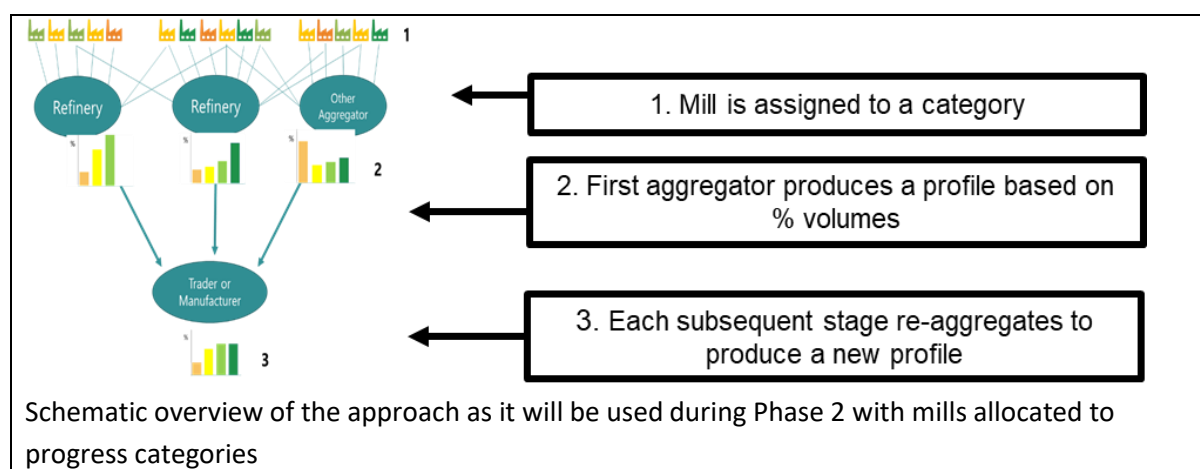 1
Refinery
Refinery
Other
Aggregator
1. Mill is assigned to a category
%
%
%
2
2. First aggregator produces a profile based on
% volumes
Trader or
Manufacturer
3. Each subsequent stage re-aggregates to
produce a new profile
%
3
Schematic overview of the approach as it will be used during Phase 2 with mills allocated to
progress categories